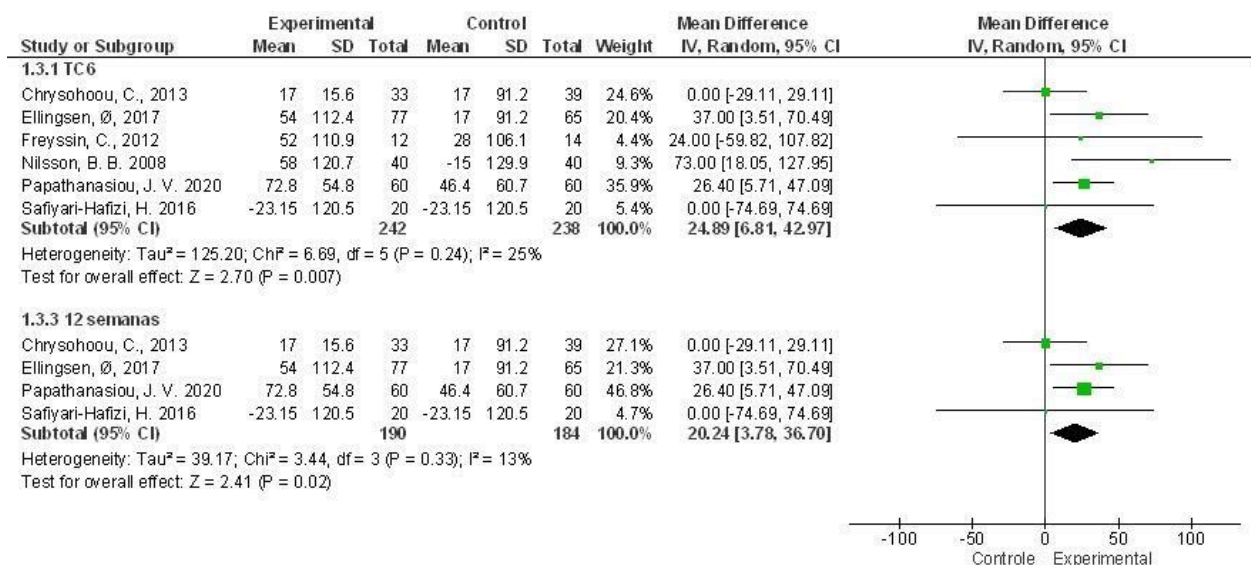 Experimental Control Mean Difference Mean Difference
Study or Subgroup Mean SD Total Mean SD Total Weight IV, Random, 95% CI IV, Random, 95% CI
1.3.1 TC6
Chrysohoou, C., 2013 17 15.6 33 17 91.2 39 24.6% 0.00 [-29.11, 29.11]
Ellingsen, Ø, 2017 54 112.4 77 17 91.2 65 20.4% 37.00 [3.51, 70.49]
Freyssin, C., 2012 52 110.9 12 28 106.1 14 4.4% 24.00 [-59.82, 107.82]
Nilsson, B. B. 2008 58 120.7 40 -15 129.9 40 9.3% 73.00 [18.05, 127.95]
Papathanasiou, J. V. 2020 72.8 54.8 60 46.4 60.7 60 35.9% 26.40 [5.71, 47.09]
Safiyari-Hafizi, H. 2016 -23.15 120.5 20 -23.15 120.5 20 5.4% 0.00 [-74.69, 74.69]
Subtotal (95% CI) 242 238 100.0% 24.89 [6.81, 42.97]
Heterogeneity: Tau² = 125.20; Chi² = 6.69, df = 5 (P = 0.24); I² = 25%
Test for overall effect: Z = 2.70 (P = 0.007)
1.3.3 12 semanas
Chrysohoou, C., 2013 17 15.6 33 17 91.2 39 27.1% 0.00 [-29.11, 29.11]
Ellingsen, Ø, 2017 54 112.4 77 17 91.2 65 21.3% 37.00 [3.51, 70.49]
Papathanasiou, J. V. 2020 72.8 54.8 60 46.4 60.7 60 46.8% 26.40 [5.71, 47.09]
Safiyari-Hafizi, H. 2016 -23.15 120.5 20 -23.15 120.5 20 4.7% 0.00 [-74.69, 74.69]
Subtotal (95% CI) 190 184 100.0% 20.24 [3.78, 36.70]
Heterogeneity: Tau² = 39.17; Chi² = 3.44, df = 3 (P = 0.33); I² = 13%
Test for overall effect: Z = 2.41 (P = 0.02)
-100 -50 0 50 100
Controle Experimental